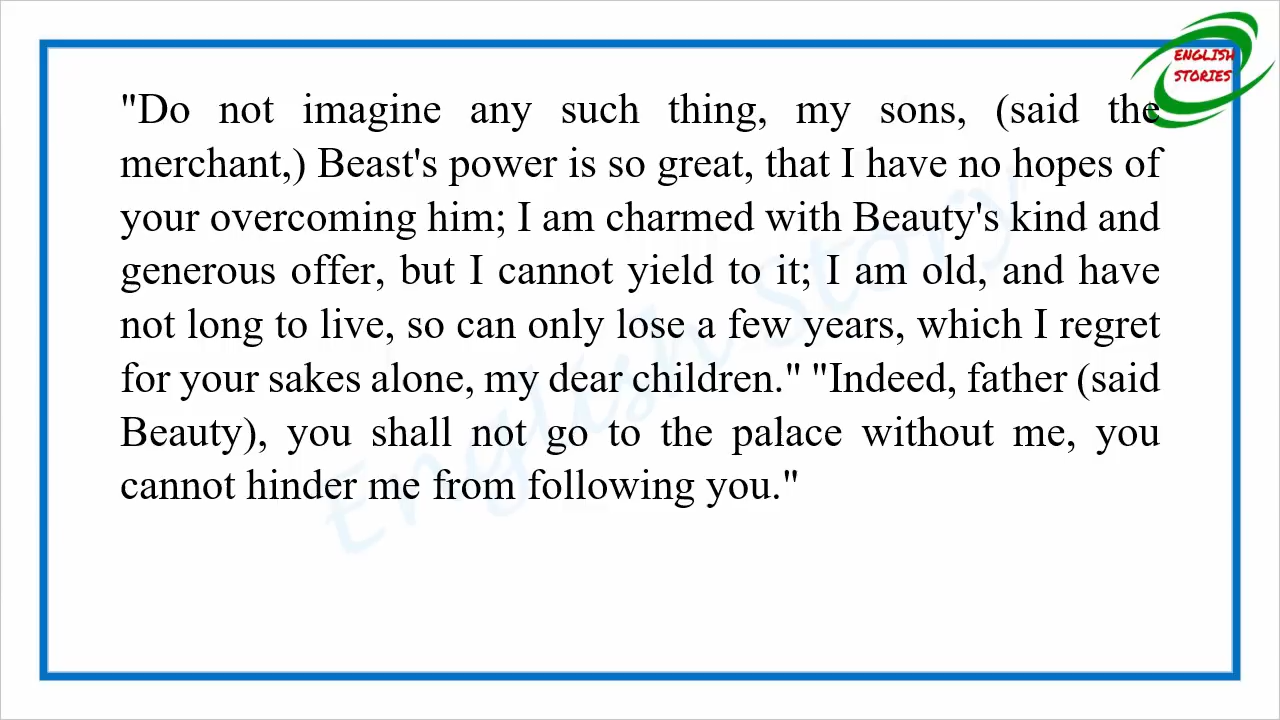 ENGLISH
STORIES
"Do not imagine any such thing, my sons, (said the
merchant,) Beast's power is so great, that I have no hopes of
your overcoming him; I am charmed with Beauty's kind and
generous offer, but I cannot yield to it; I am old, and have
not long to live, so can only lose a few years, which I regret
for your sakes alone, my dear children." "Indeed, father (said
Beauty), you shall not go to the palace without me, you
cannot hinder me from following you."
English Story